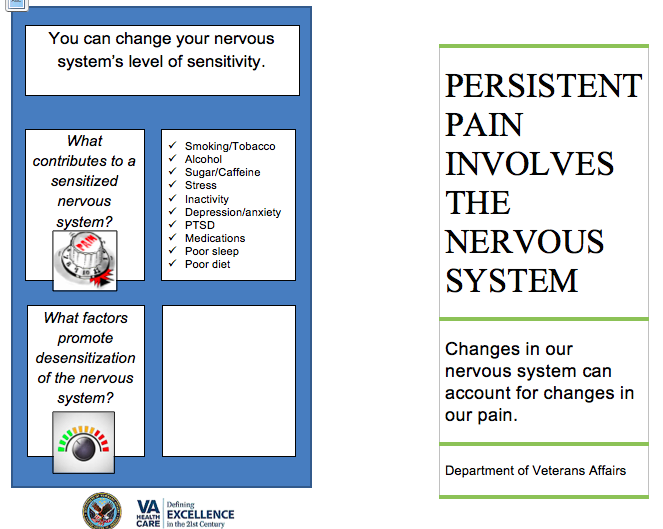 You can change your nervous
system's level of sensitivity.
What
contributes to a
sensitized
nervous
system?
PAIN
✓ Smoking/Tobacco
✓ Alcohol
✓ Sugar/Caffeine
✓ Stress
✓ Inactivity
✓ Depression/anxiety
✓ PTSD
✓ Medications
✓ Poor sleep
✓ Poor diet
What factors
promote
desensitization
of the nervous
system?
VA
HEALTH
CARE
Defining
EXCELLENCE
in the 21st Century
PERSISTENT
PAIN
INVOLVES
THE
NERVOUS
SYSTEM
Changes in our
nervous system can
account for changes in
our pain.
Department of Veterans Affairs